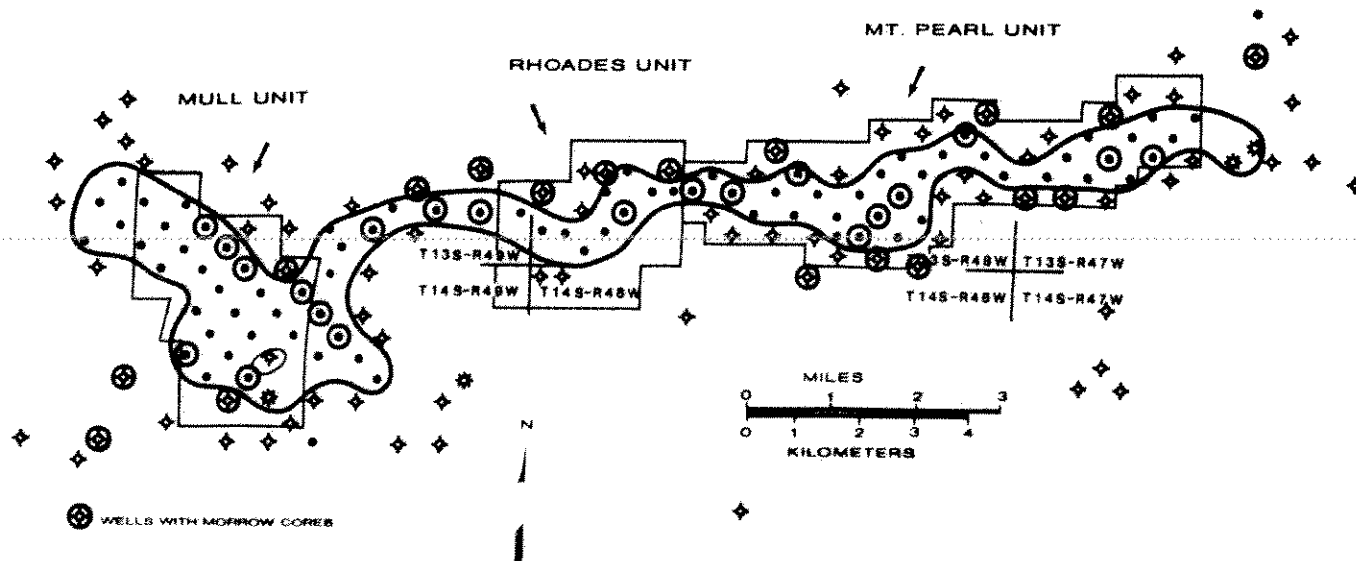 MT. PEARL UNIT
RHOADES UNIT
MULL UNIT
T13S-R49W
T14S-R49W T14S-R48W
T13S-R47W
T14S-R48W T14S-R47W
MILES
0 1 2 3
0 1 2 3 4
KILOMETERS
N
WELLS WITH MORROW CORES